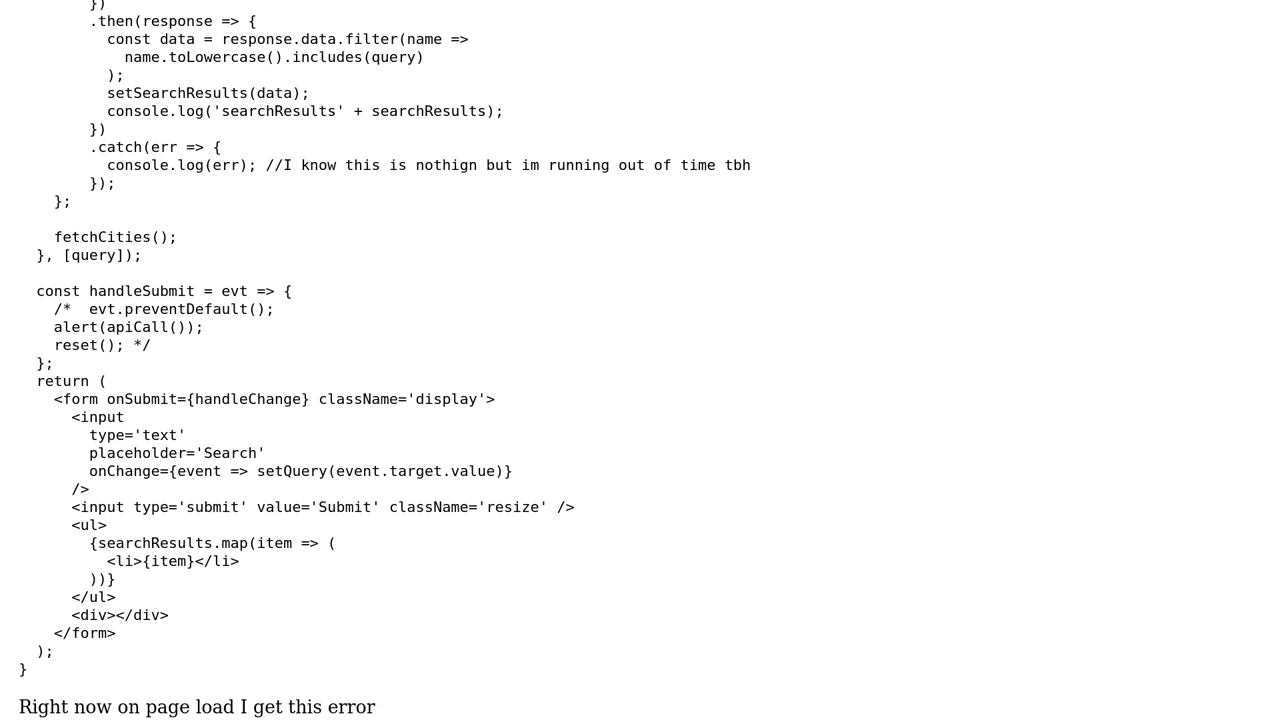 })
.then(response => {
const data = response.data.filter(name =>
name.toLowercase().includes(query)
);
setSearchResults(data);
console.log('searchResults' + searchResults);
})
.catch(err => {
console.log(err); //I know this is nothign but im running out of time tbh
});
};
fetchCities();
}, [query]);
const handleSubmit = evt => {
/*  evt.preventDefault();
alert(apiCall());
reset(); */
};
return (
<form onSubmit={handleChange} className='display'>
<input
type='text'
placeholder='Search'
onChange={event => setQuery(event.target.value)}
/>
<input type='submit' value='Submit' className='resize' />
<ul>
{searchResults.map(item => (
<li>{item}</li>
))}
</ul>
<div></div>
</form>
);
}
Right now on page load I get this error